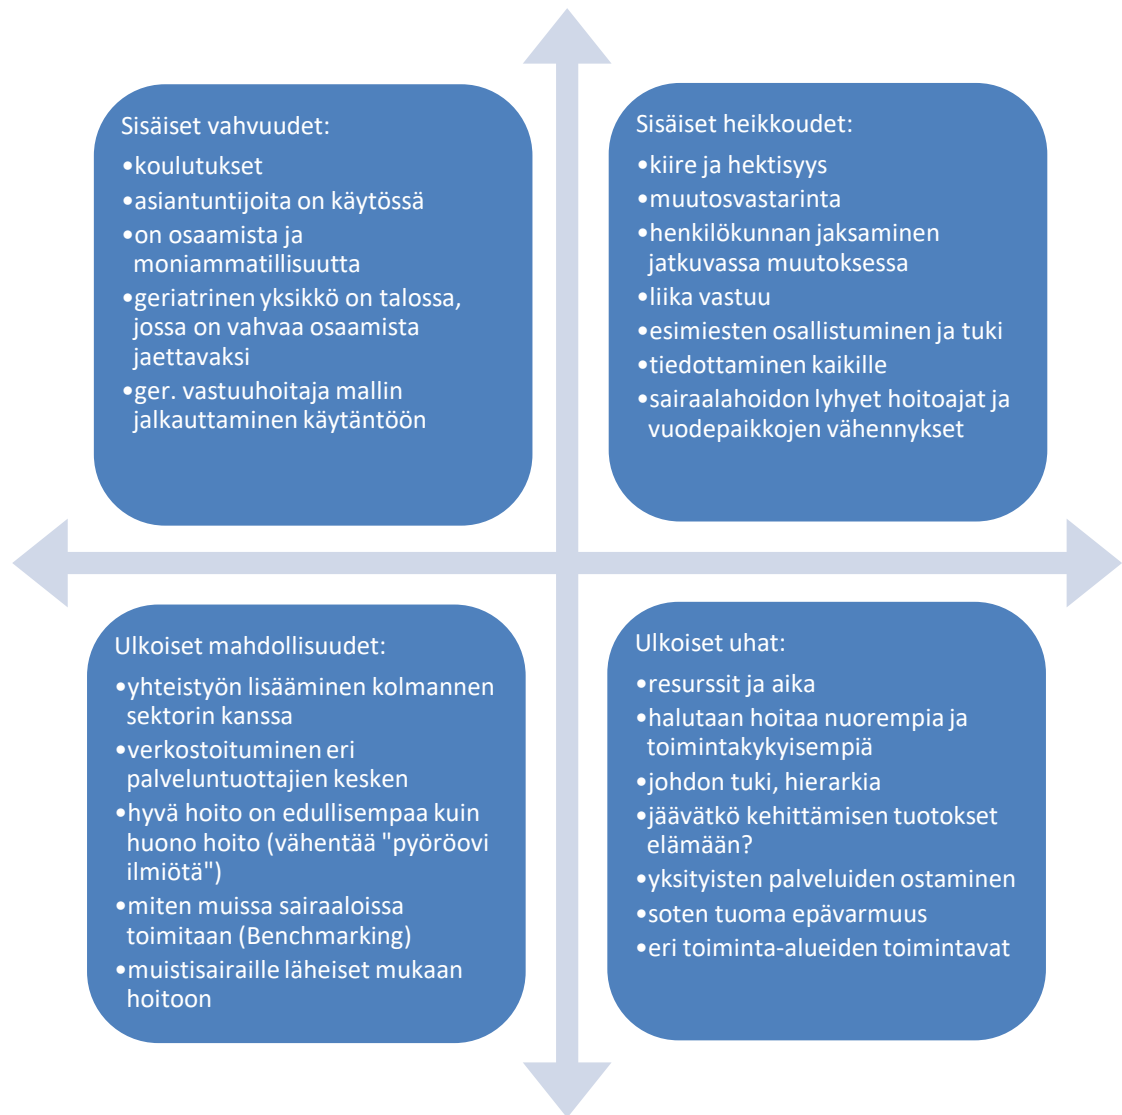 Sisäiset vahvuudet:
•koulutukset
•asiantuntijoita on käytössä
•on osaamista ja
moniammatillisuutta
•geriatrinen yksikkö on talossa,
jossa on vahvaa osaamista
jaettavaksi
•ger. vastuuhoitaja mallin
jalkauttaminen käytäntöön
Sisäiset heikkoudet:
•kiire ja hektisyys
•muutosvastarinta
•henkilökunnan jaksaminen
jatkuvassa muutoksessa
•liika vastuu
•esimiesten osallistuminen ja tuki
•tiedottaminen kaikille
•sairaalahoidon lyhyet hoitoajat ja
vuodepaikkojen vähennykset
Ulkoiset mahdollisuudet:
•yhteistyön lisääminen kolmannen
sektorin kanssa
•verkostoituminen eri
palveluntuottajien kesken
•hyvä hoito on edullisempaa kuin
huono hoito (vähentää "pyöröovi
ilmiötä")
•miten muissa sairaaloissa
toimitaan (Benchmarking)
•muistisairaille läheiset mukaan
hoitoon
Ulkoiset uhat:
•resurssit ja aika
•halutaan hoitaa nuorempia ja
toimintakykyisempiä
•johdon tuki, hierarkia
•jäävätkö kehittämisen tuotokset
elämään?
•yksityisten palveluiden ostaminen
•soten tuoma epävarmuus
•eri toiminta-alueiden toimintavat